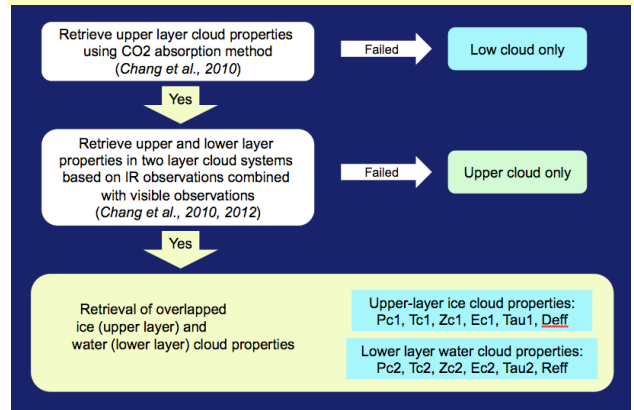 Retrieve upper layer cloud properties
using CO2 absorption method
(Chang et al., 2010)
Failed
Low cloud only
Yes
Retrieve upper and lower layer
properties in two layer cloud systems
based on IR observations combined
with visible observations
(Chang et al., 2010, 2012)
Failed
Upper cloud only
Yes
Retrieval of overlapped
ice (upper layer) and
water (lower layer) cloud properties
Upper-layer ice cloud properties:
Pc1, Tc1, Zc1, Ec1, Tau1, Deff
Lower layer water cloud properties:
Pc2, Tc2, Zc2, Ec2, Tau2, Reff